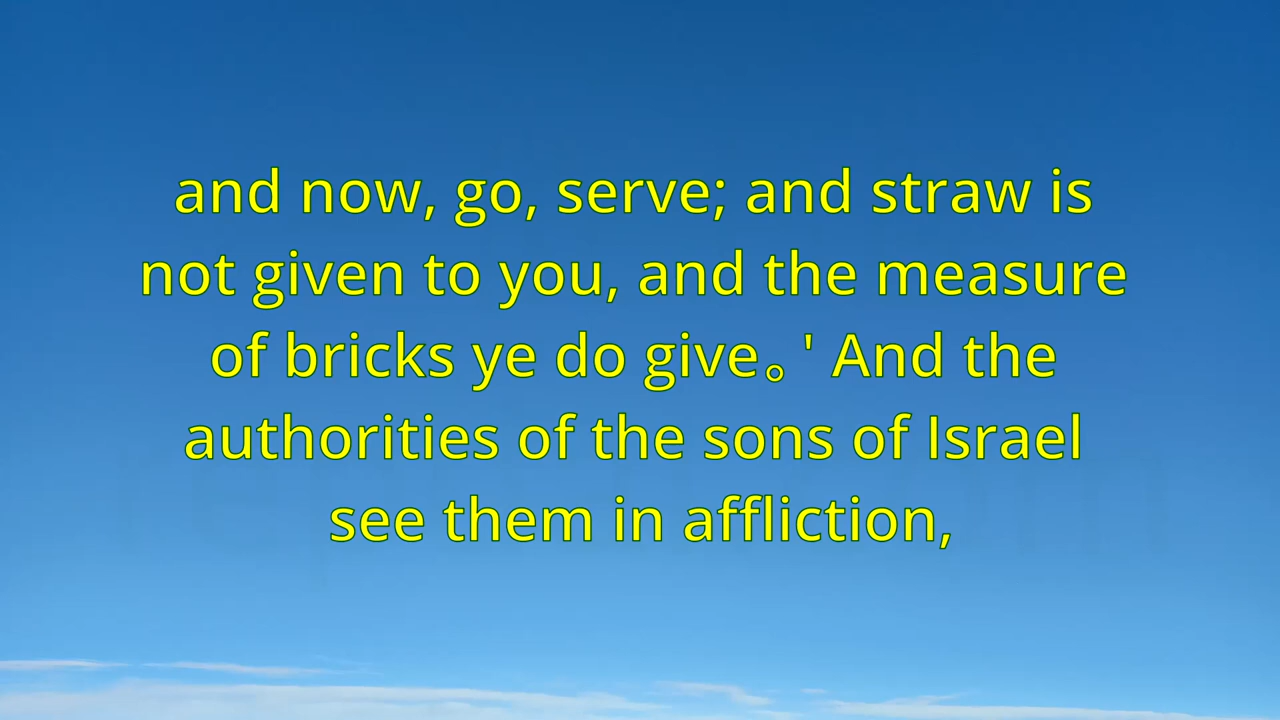 and now, go, serve; and straw is
not given to you, and the measure
of bricks ye do give。' And the
authorities of the sons of Israel
see them in affliction,